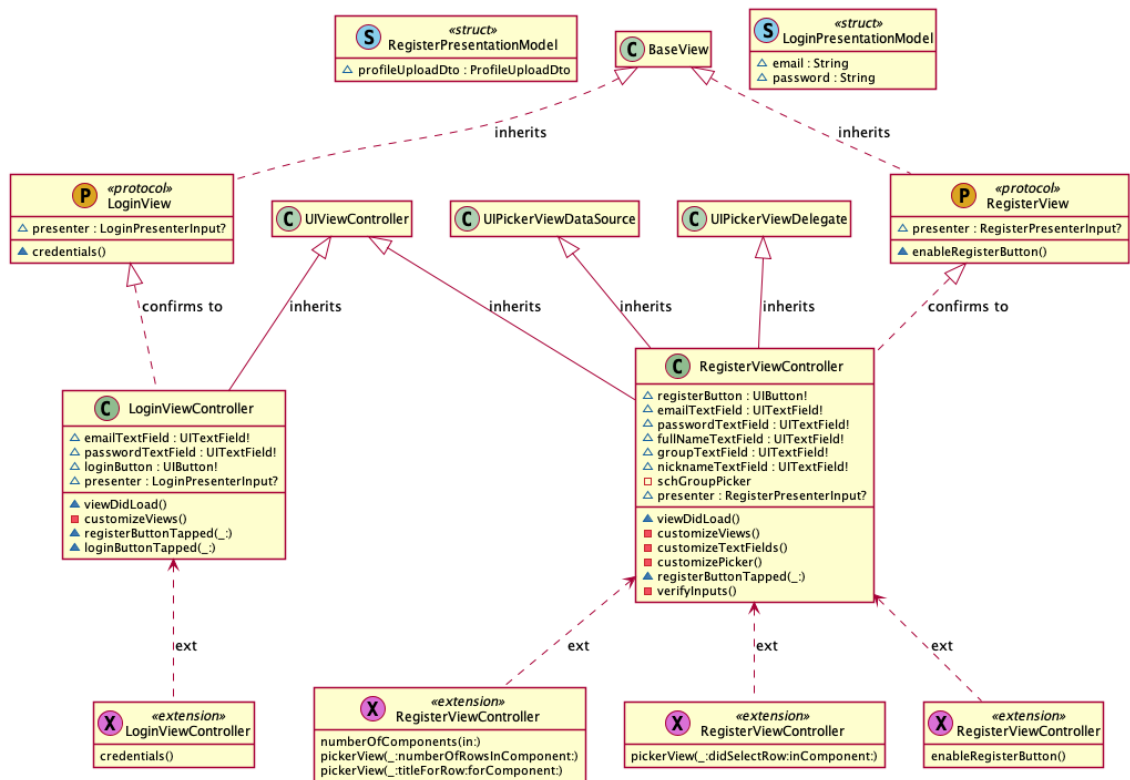 S
«struct»
RegisterPresentationModel
profileUploadDto : ProfileUploadDto
C BaseView
S
«struct»
LoginPresentationModel
email : String
password : String
inherits
inherits
P
«protocol»
LoginView
presenter : LoginPresenterInput?
credentials()
C UIViewController
C UIPickerViewDataSource
C UIPickerViewDelegate
P
«protocol»
RegisterView
presenter : RegisterPresenterInput?
enableRegisterButton()
confirms to
inherits
inherits
inherits
inherits
confirms to
C LoginViewController
emailTextField : UITextField!
passwordTextField : UITextField!
loginButton : UIButton!
presenter : LoginPresenterInput?
viewDidLoad()
customizeViews()
registerButtonTapped(_:)
loginButtonTapped(_:)
C RegisterViewController
registerButton : UIButton!
emailTextField : UITextField!
passwordTextField : UITextField!
fullNameTextField : UITextField!
groupTextField : UITextField!
nicknameTextField : UITextField!
schGroupPicker
presenter : RegisterPresenterInput?
viewDidLoad()
customizeViews()
customizeTextFields()
customizePicker()
registerButtonTapped(_:)
verifyInputs()
ext
ext
ext
ext
X
«extension»
LoginViewController
credentials()
X
«extension»
RegisterViewController
numberOfComponents(in:)
pickerView(_:numberOfRowsInComponent:)
pickerView(_:titleForRow:forComponent:)
X
«extension»
RegisterViewController
pickerView(_:didSelectRow:inComponent:)
X
«extension»
RegisterViewController
enableRegisterButton()